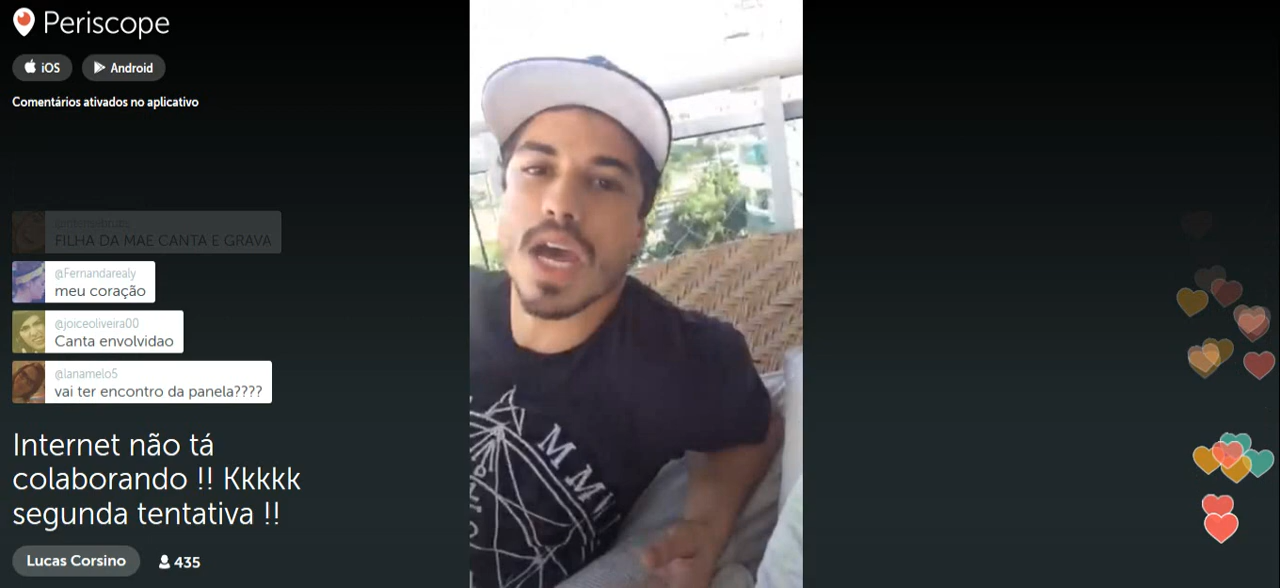 Periscope
iOS
Android
Comentários ativados no aplicativo
FILHA DA MAE CANTA E GRAVA
@Fernandarealy
meu coração
@joiceoliveira00
Canta envolvidao
@lanamelo5
vai ter encontro da panela????
Internet não tá
colaborando !! Kkkkk
segunda tentativa !!
Lucas Corsino
435
MMVI